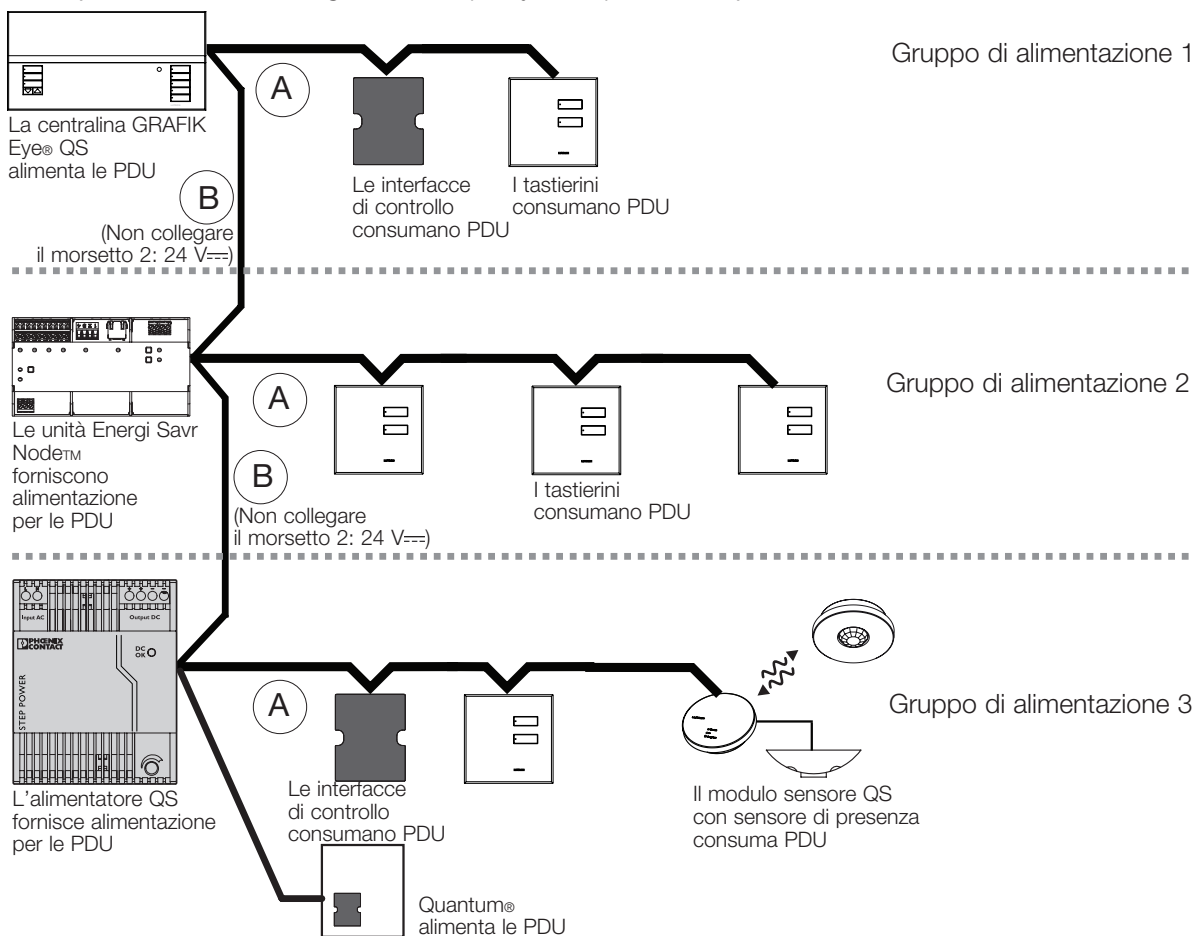 Gruppo di alimentazione 1
A
La centralina GRAFIK
Eye® QS
alimenta le PDU
Le interfacce
di controllo
consumano PDU
I tastierini
consumano PDU
B
(Non collegare
il morsetto 2: 24 V⎓)
Gruppo di alimentazione 2
A
Le unità Energi Savr
Node™
forniscono
alimentazione
per le PDU
I tastierini
consumano PDU
B
(Non collegare
il morsetto 2: 24 V⎓)
Input AC
Output DC
PHŒNIX
CONTACT
DC
OK
STEP POWER
Gruppo di alimentazione 3
A
L'alimentatore QS
fornisce alimentazione
per le PDU
Le interfacce
di controllo
consumano PDU
Il modulo sensore QS
con sensore di presenza
consuma PDU
Quantum®
alimenta le PDU